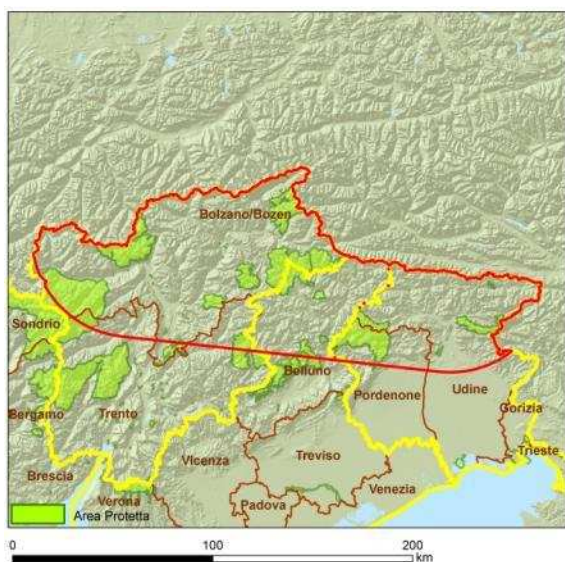 Bolzano/Bozen
Sondrio
Belluno
Udine
Pordenone
Bergamo
Trento
Gorizia
Vicenza
Treviso
Trieste
Brescia
Verona
Padova
Venezia
Area Protetta
0 100 200
km